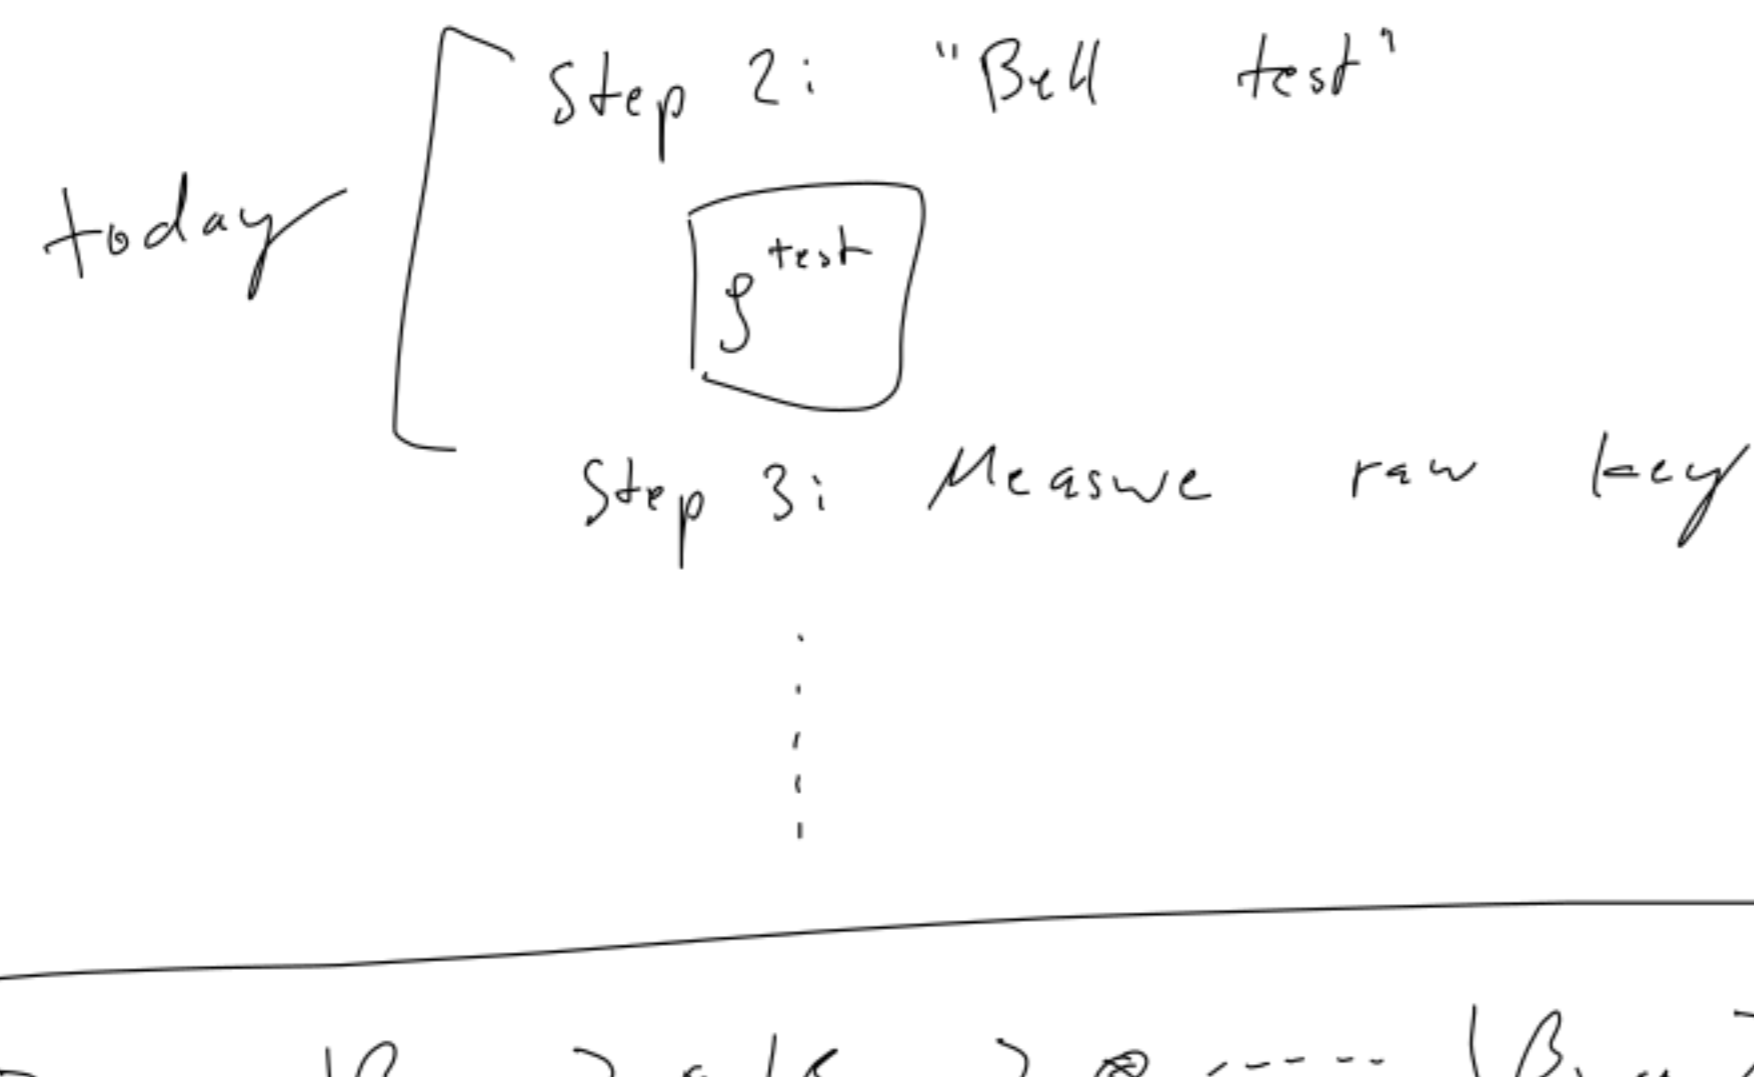 Step 2: "Bell test"
today
ρ^test
Step 3: Measure raw key